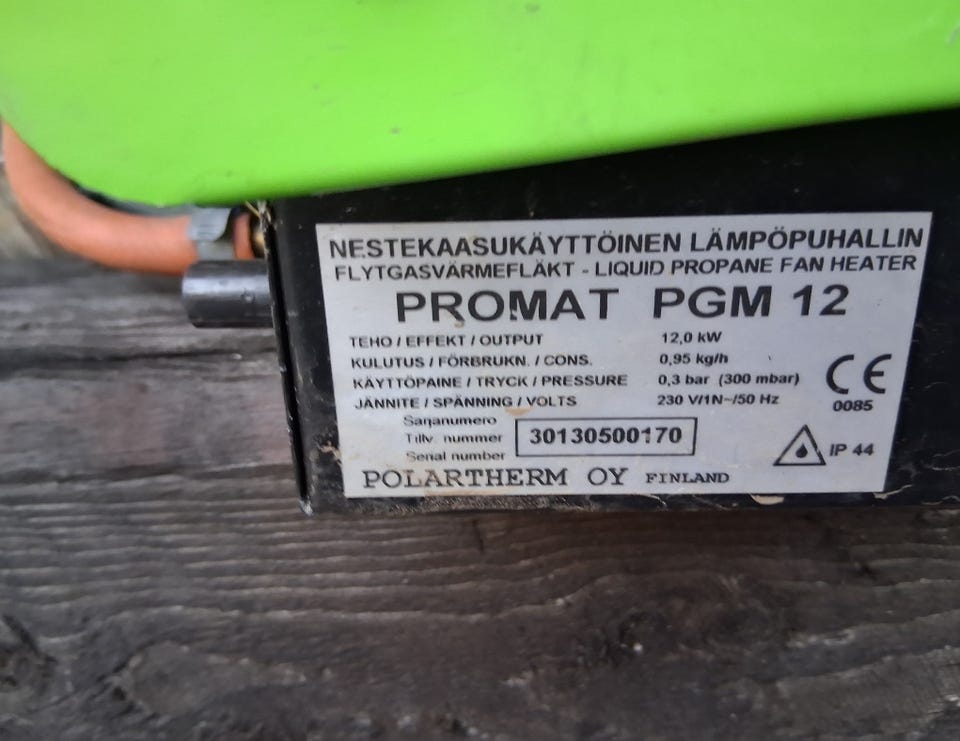 NESTEKAASUKÄYTTÖINEN LÄMPÖPUHALLIN
FLYTGASVÄRMEFLÄKT - LIQUID PROPANE FAN HEATER
PROMAT PGM 12
TEHO / EFFEKT / OUTPUT 12,0 kW
KULUTUS / FÖRBRUKN. / CONS. 0,95 kg/h
KÄYTTÖPAINE / TRYCK / PRESSURE 0,3 bar (300 mbar)
JÄNNITE / SPÄNNING / VOLTS 230 V/1N~/50 Hz
CE
0085
Sarjanumero
Tillv. nummer 30130500170
Serial number
IP 44
POLARTHERM OY FINLAND